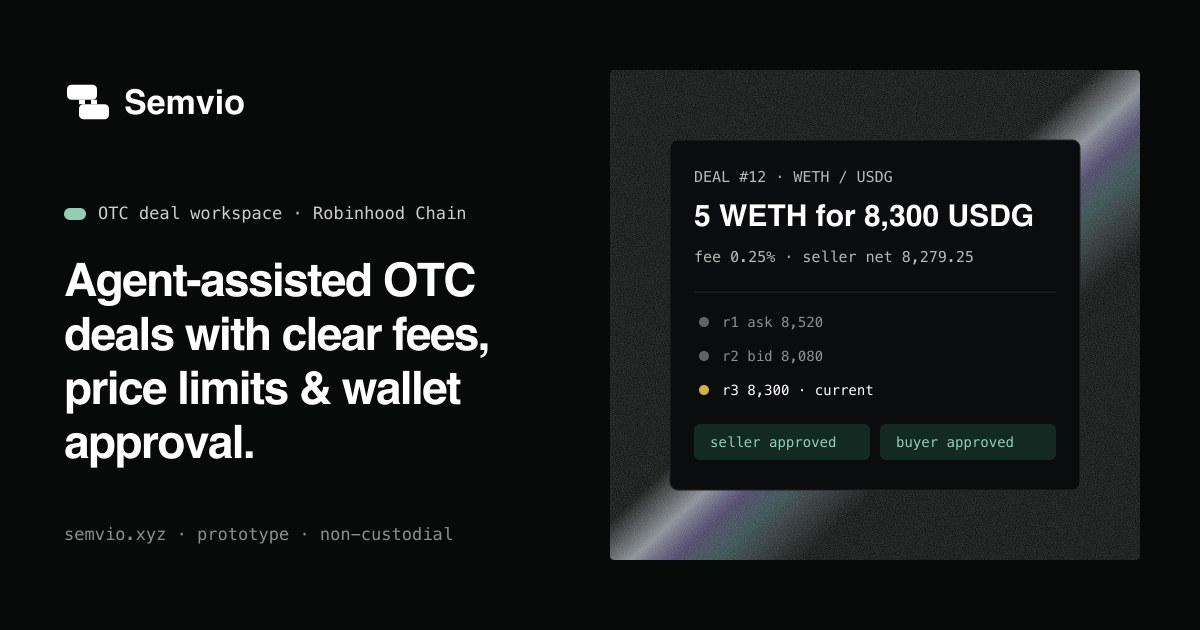 Semvio
OTC deal workspace · Robinhood Chain
Agent-assisted OTC
deals with clear fees,
price limits & wallet
approval.
semvio.xyz · prototype · non-custodial
DEAL #12 · WETH / USDG
5 WETH for 8,300 USDG
fee 0.25% · seller net 8,279.25
r1 ask 8,520
r2 bid 8,080
r3 8,300 · current
seller approved
buyer approved